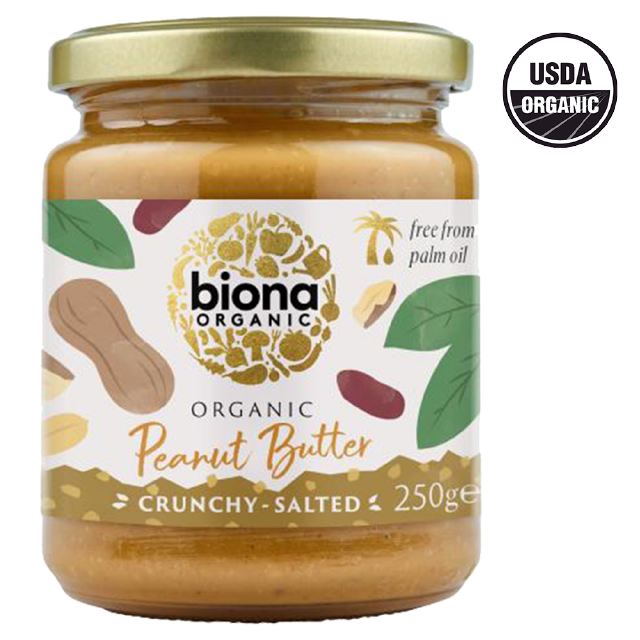 USDA
ORGANIC
free from
palm oil
biona
ORGANIC
ORGANIC
Peanut Butter
CRUNCHY-SALTED
250g℮